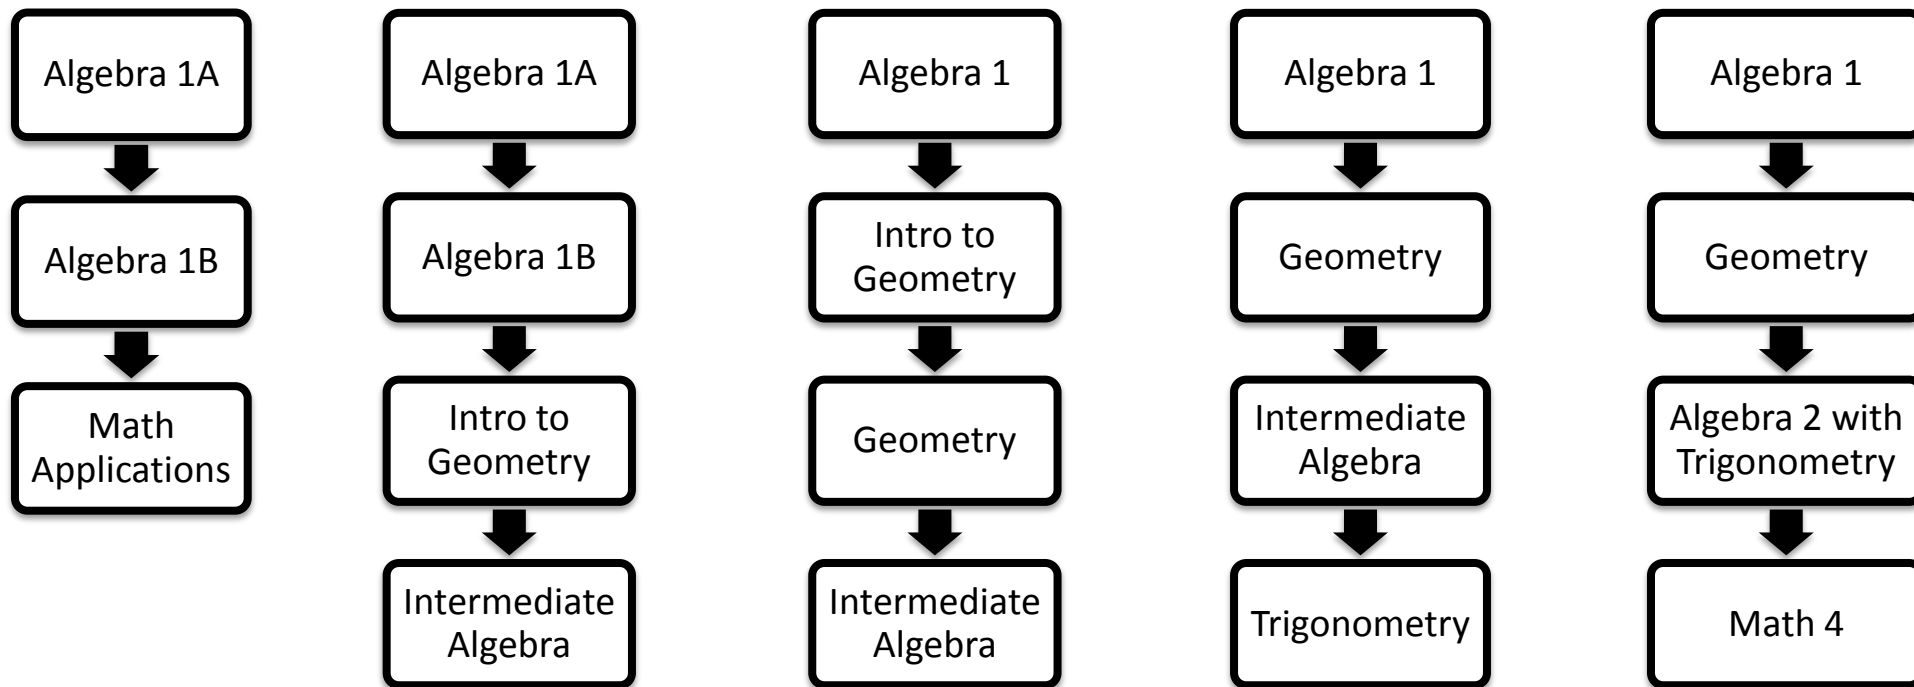 Algebra 1A
Algebra 1B
Math
Applications
Algebra 1A
Algebra 1B
Intro to
Geometry
Intermediate
Algebra
Algebra 1
Intro to
Geometry
Geometry
Intermediate
Algebra
Algebra 1
Geometry
Intermediate
Algebra
Trigonometry
Algebra 1
Geometry
Algebra 2 with
Trigonometry
Math 4